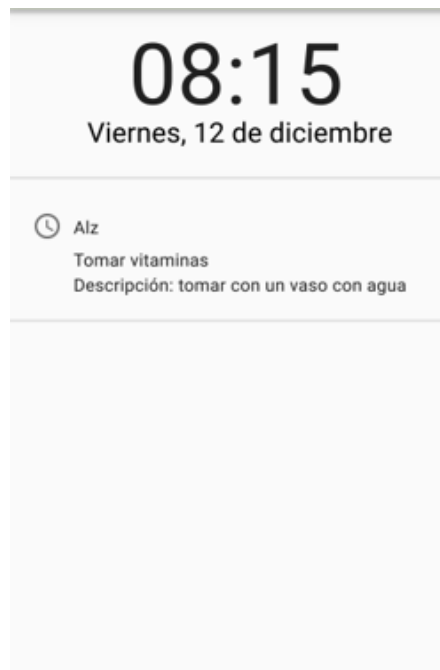 08:15
Viernes, 12 de diciembre
Alz
Tomar vitaminas
Descripción: tomar con un vaso con agua